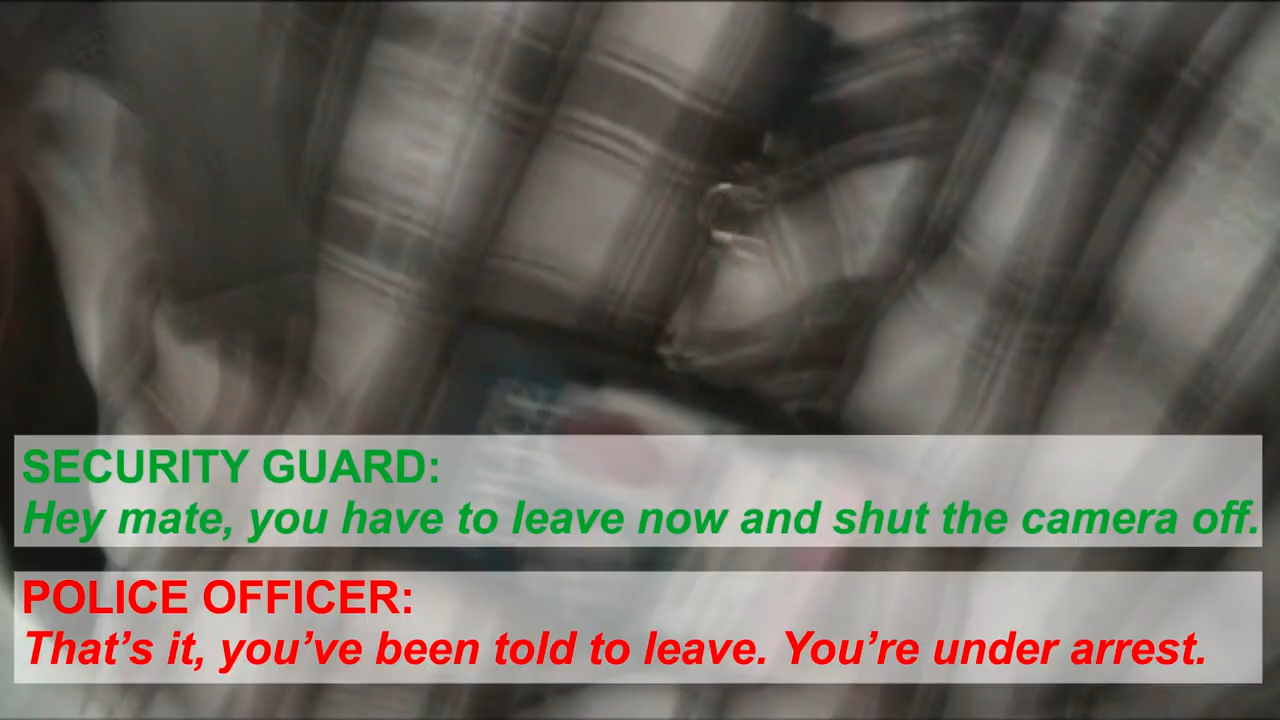 SECURITY GUARD:
Hey mate, you have to leave now and shut the camera off.
POLICE OFFICER:
That’s it, you’ve been told to leave. You’re under arrest.